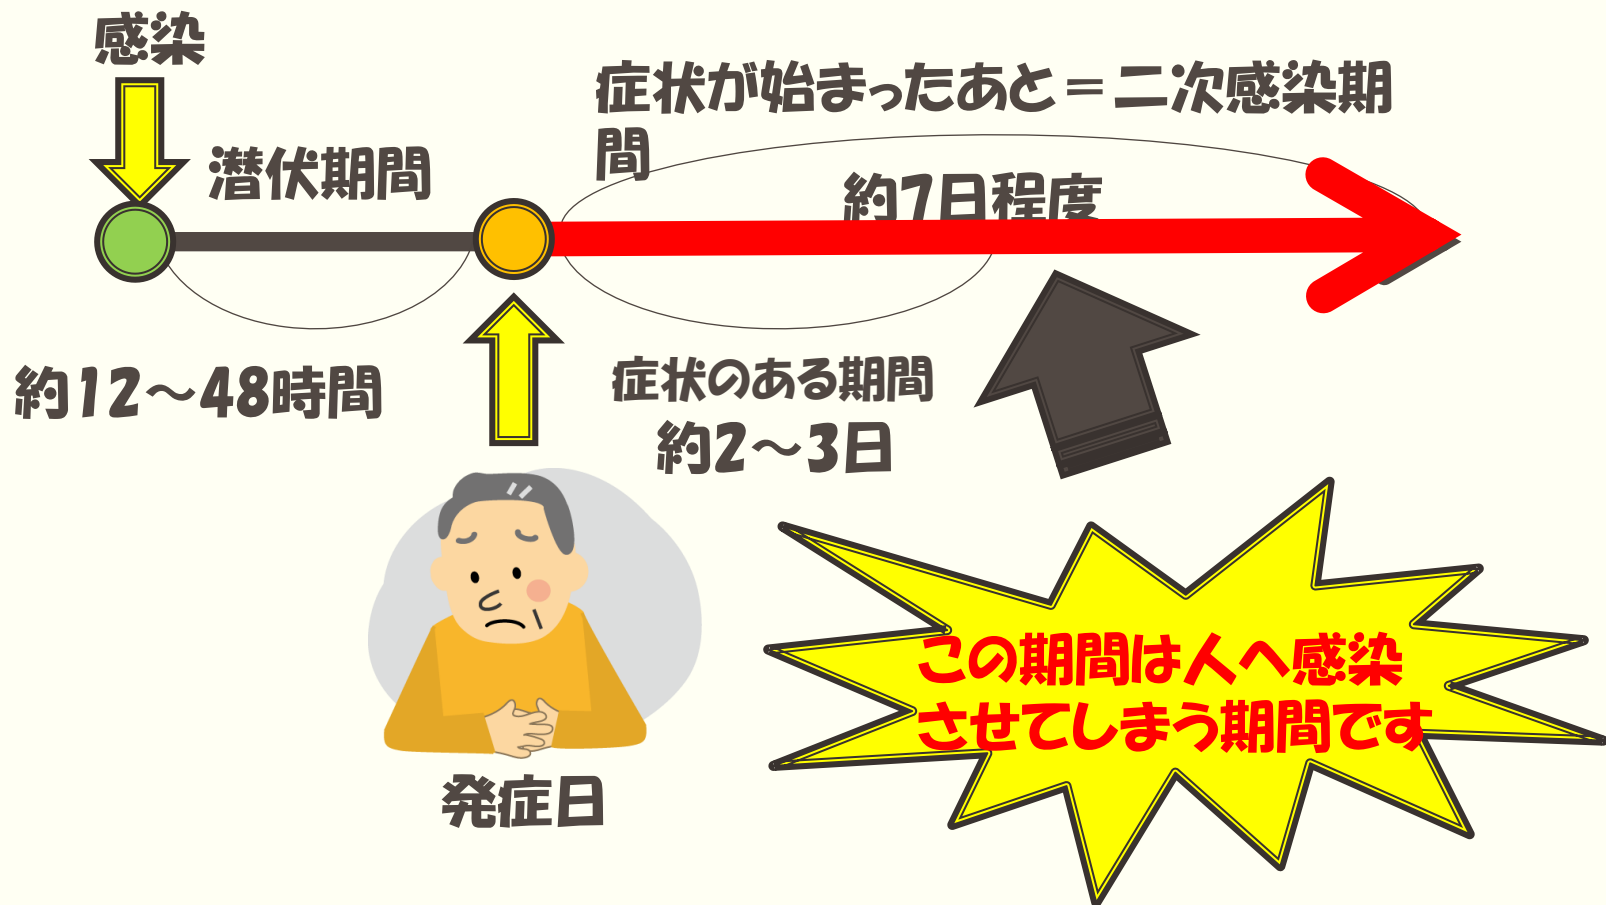 感染
症状が始まったあと＝二次感染期
間
潜伏期間
約7日程度
約12～48時間
症状のある期間
約2～3日
この期間は人へ感染
させてしまう期間です
発症日